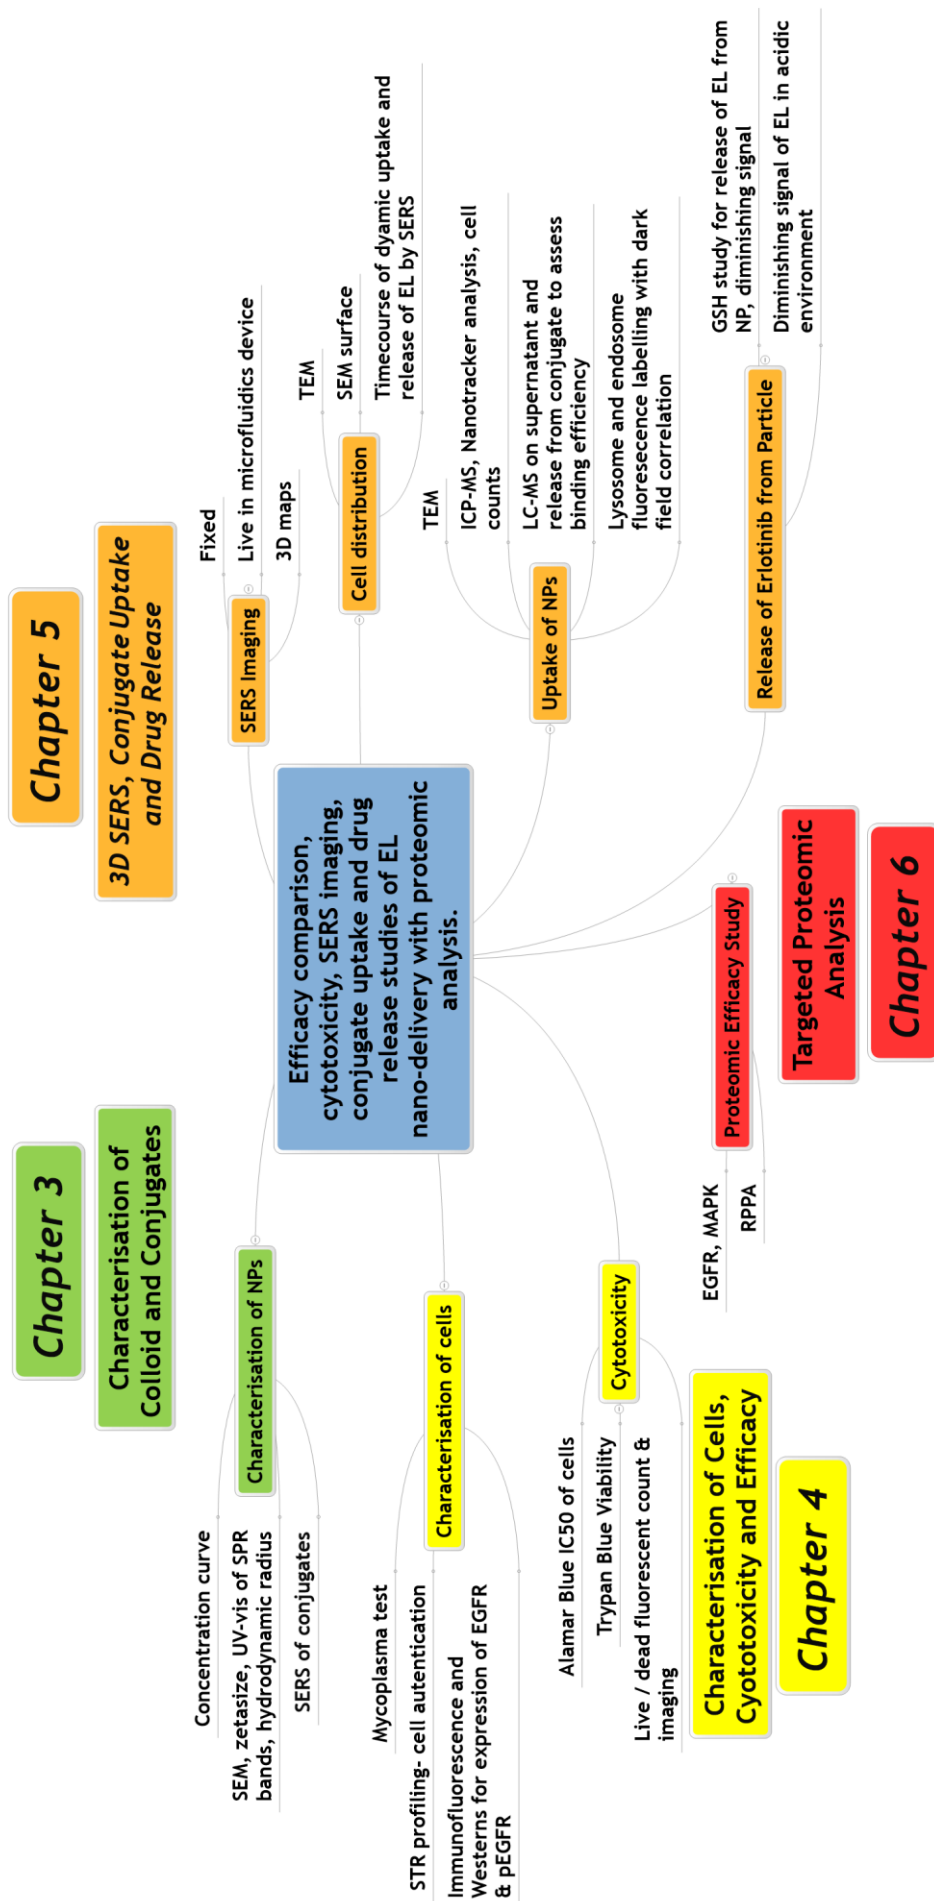 Chapter 3
Characterisation of
Colloid and Conjugates
Characterisation of NPs
Concentration curve
SEM, zetasize, UV-vis of SPR
bands, hydrodynamic radius
SERS of conjugates
Characterisation of cells
Mycoplasma test
STR profiling- cell autentication
Immunofluorescence and
Westerns for expression of EGFR
& pEGFR
Cytotoxicity
Alamar Blue IC50 of cells
Trypan Blue Viability
Live / dead fluorescent count &
imaging
Characterisation of Cells,
Cyototoxicity and Efficacy
Chapter 4
Efficacy comparison,
cytotoxicity, SERS imaging,
conjugate uptake and drug
release studies of EL
nano-delivery with proteomic
analysis.
Proteomic Efficacy Study
EGFR, MAPK
RPPA
Targeted Proteomic
Analysis
Chapter 6
Chapter 5
3D SERS, Conjugate Uptake
and Drug Release
SERS Imaging
Fixed
Live in microfluidics device
3D maps
Cell distribution
TEM
SEM surface
Timecourse of dyamic uptake and
release of EL by SERS
Uptake of NPs
TEM
ICP-MS, Nanotracker analysis, cell
counts
LC-MS on supernatant and
release from conjugate to assess
binding efficiency
Lysosome and endosome
fluoresecence labelling with dark
field correlation
Release of Erlotinib from Particle
GSH study for release of EL from
NP, diminishing signal
Diminishing signal of EL in acidic
environment